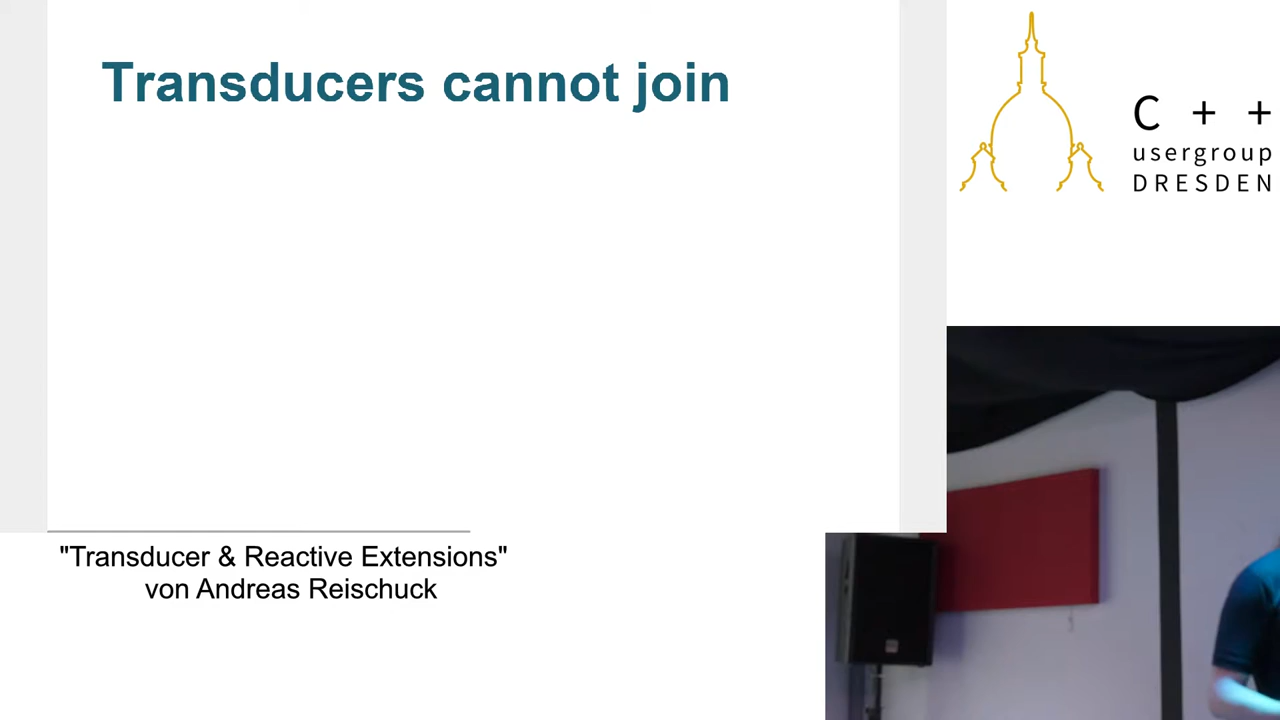 Transducers cannot join
C + +
usergroup
DRESDEN
"Transducer & Reactive Extensions"
von Andreas Reischuck